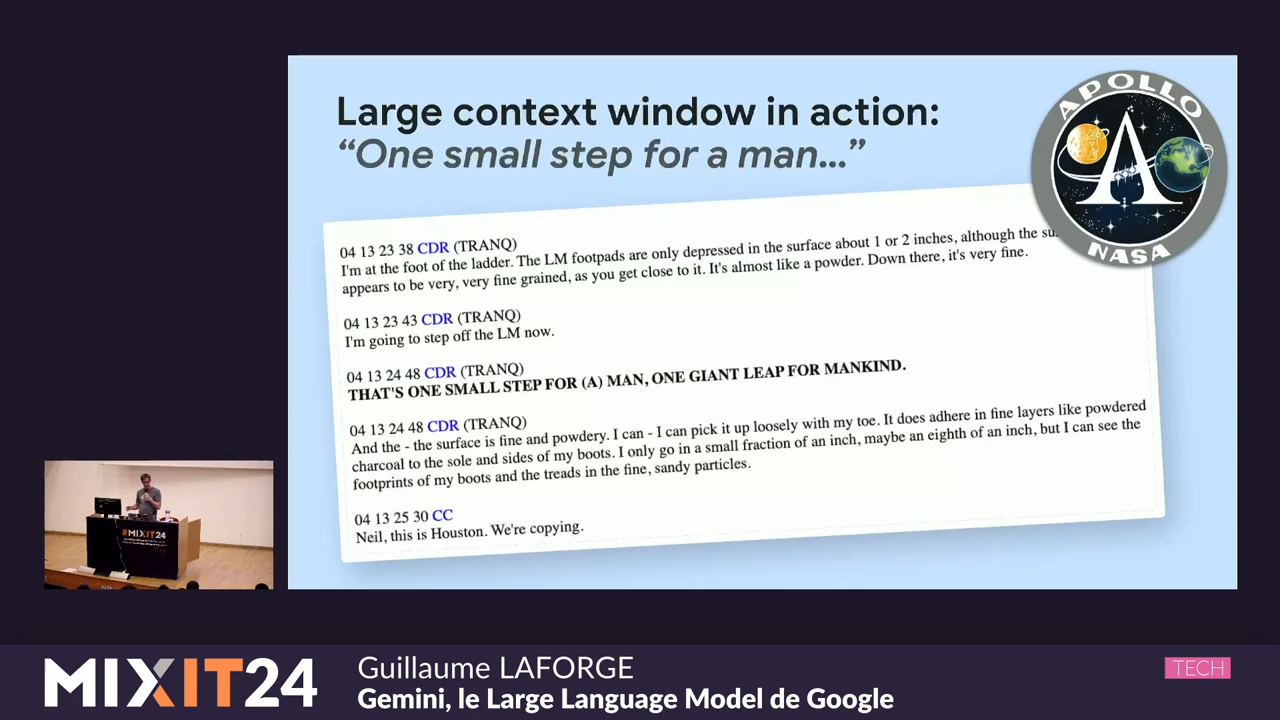 Large context window in action:
“One small step for a man...”
APOLLO
NASA
04 13 23 38 CDR (TRANQ)
I'm at the foot of the ladder. The LM footpads are only depressed in the surface about 1 or 2 inches, although the
appears to be very, very fine grained, as you get close to it. It's almost like a powder. Down there, it's very fine.
04 13 23 43 CDR (TRANQ)
I'm going to step off the LM now.
04 13 24 48 CDR (TRANQ)
THAT'S ONE SMALL STEP FOR (A) MAN, ONE GIANT LEAP FOR MANKIND.
04 13 24 48 CDR (TRANQ)
And the - the surface is fine and powdery. I can - I can pick it up loosely with my toe. It does adhere in fine layers like powdered
charcoal to the sole and sides of my boots. I only go in a small fraction of an inch, maybe an eighth of an inch, but I can see the
footprints of my boots and the treads in the fine, sandy particles.
04 13 25 30 CC
Neil, this is Houston. We're copying.
#MIXIT24
MIXIT24
Guillaume LAFORGE
Gemini, le Large Language Model de Google
TECH